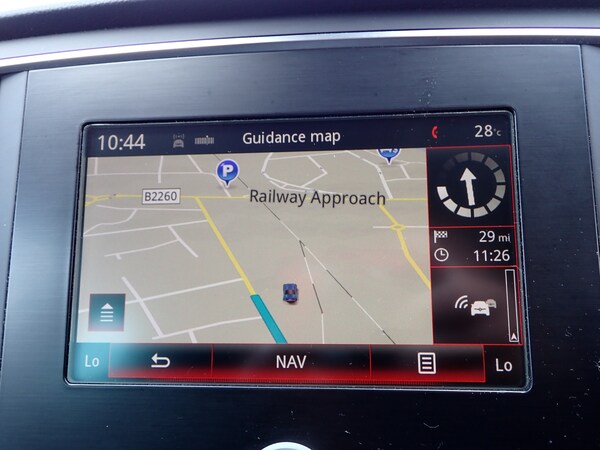 10:44 Guidance map 28°C
P
B2260 Railway Approach
29 mi
11:26
Lo NAV Lo